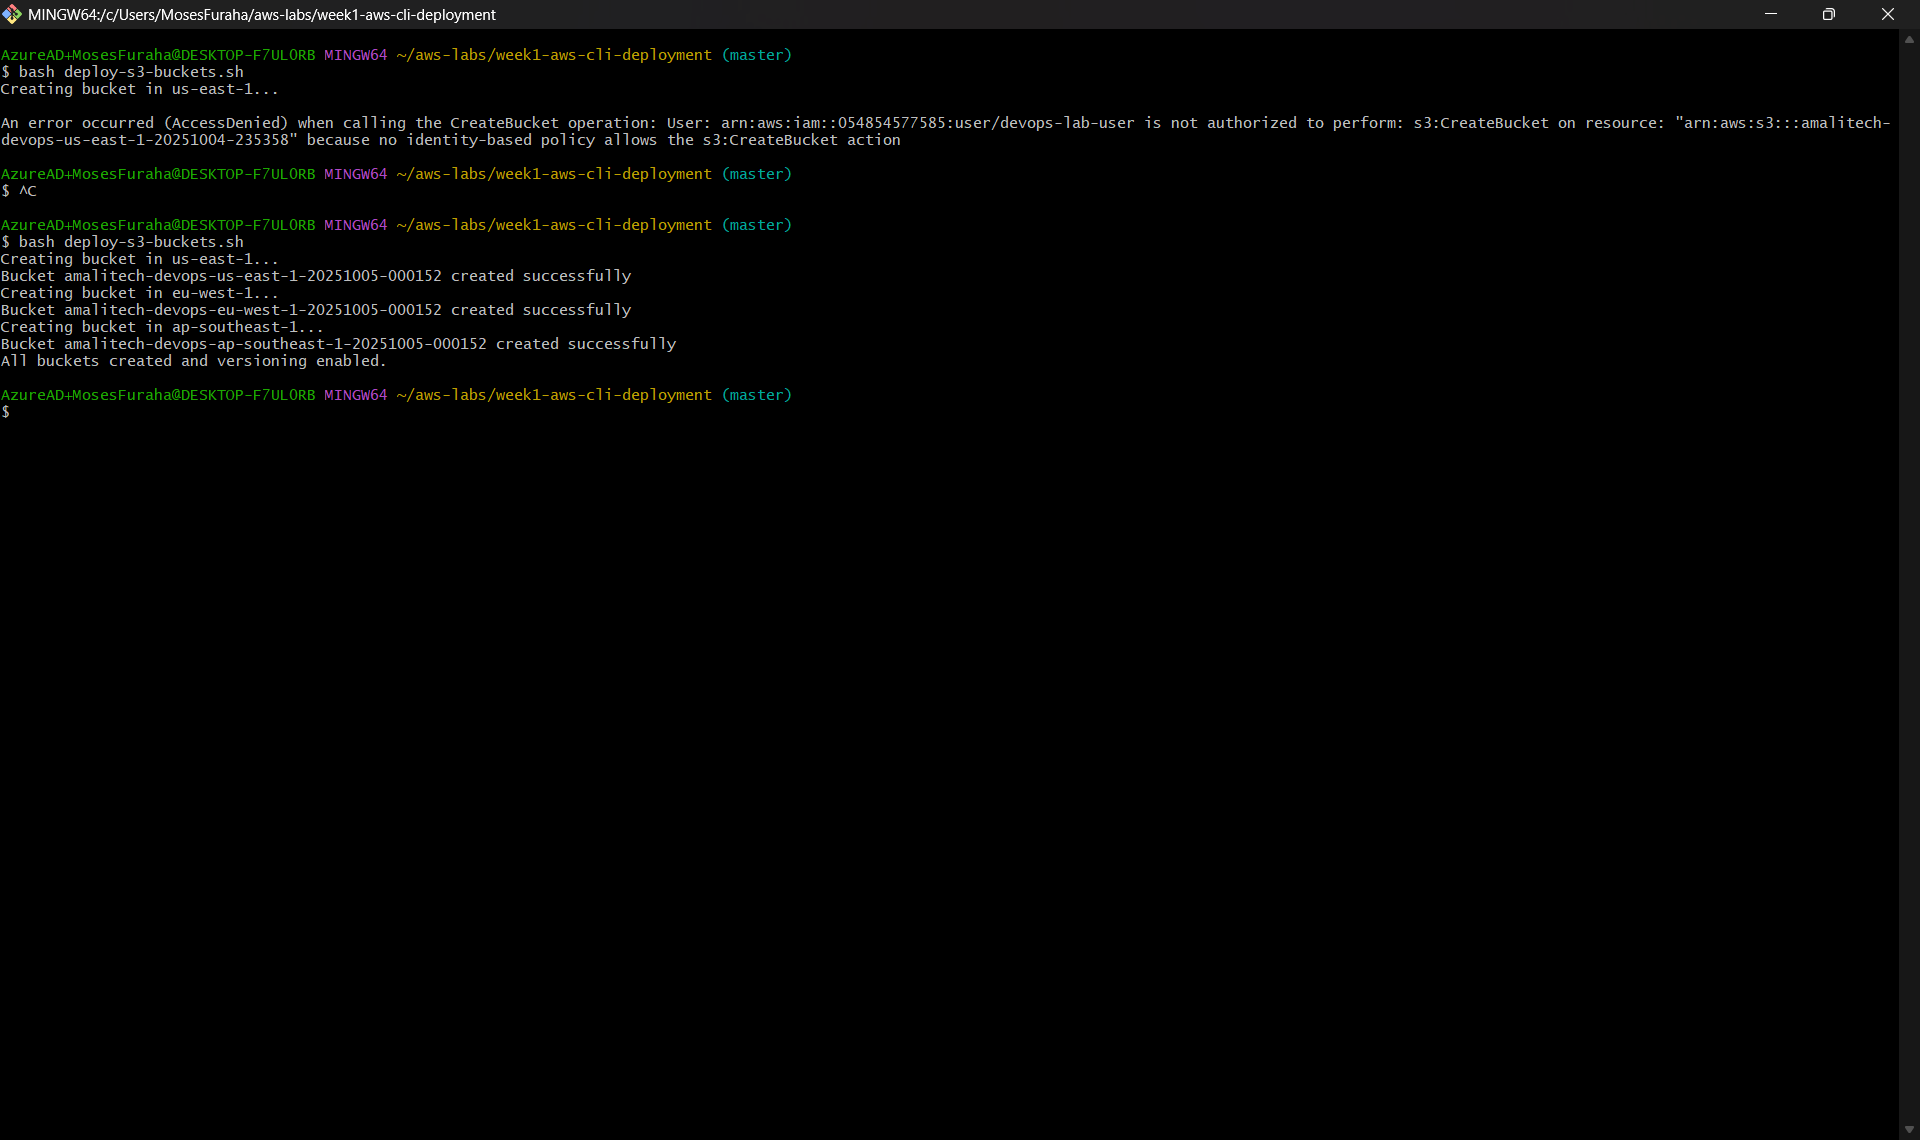 MINGW64:/c/Users/MosesFuraha/aws-labs/week1-aws-cli-deployment
AzureAD+MosesFuraha@DESKTOP-F7UL0RB MINGW64 ~/aws-labs/week1-aws-cli-deployment (master)
$ bash deploy-s3-buckets.sh
Creating bucket in us-east-1...
An error occurred (AccessDenied) when calling the CreateBucket operation: User: arn:aws:iam::054854577585:user/devops-lab-user is not authorized to perform: s3:CreateBucket on resource: "arn:aws:s3:::amalitech-
devops-us-east-1-20251004-235358" because no identity-based policy allows the s3:CreateBucket action
AzureAD+MosesFuraha@DESKTOP-F7UL0RB MINGW64 ~/aws-labs/week1-aws-cli-deployment (master)
$ ^C
AzureAD+MosesFuraha@DESKTOP-F7UL0RB MINGW64 ~/aws-labs/week1-aws-cli-deployment (master)
$ bash deploy-s3-buckets.sh
Creating bucket in us-east-1...
Bucket amalitech-devops-us-east-1-20251005-000152 created successfully
Creating bucket in eu-west-1...
Bucket amalitech-devops-eu-west-1-20251005-000152 created successfully
Creating bucket in ap-southeast-1...
Bucket amalitech-devops-ap-southeast-1-20251005-000152 created successfully
All buckets created and versioning enabled.
AzureAD+MosesFuraha@DESKTOP-F7UL0RB MINGW64 ~/aws-labs/week1-aws-cli-deployment (master)
$